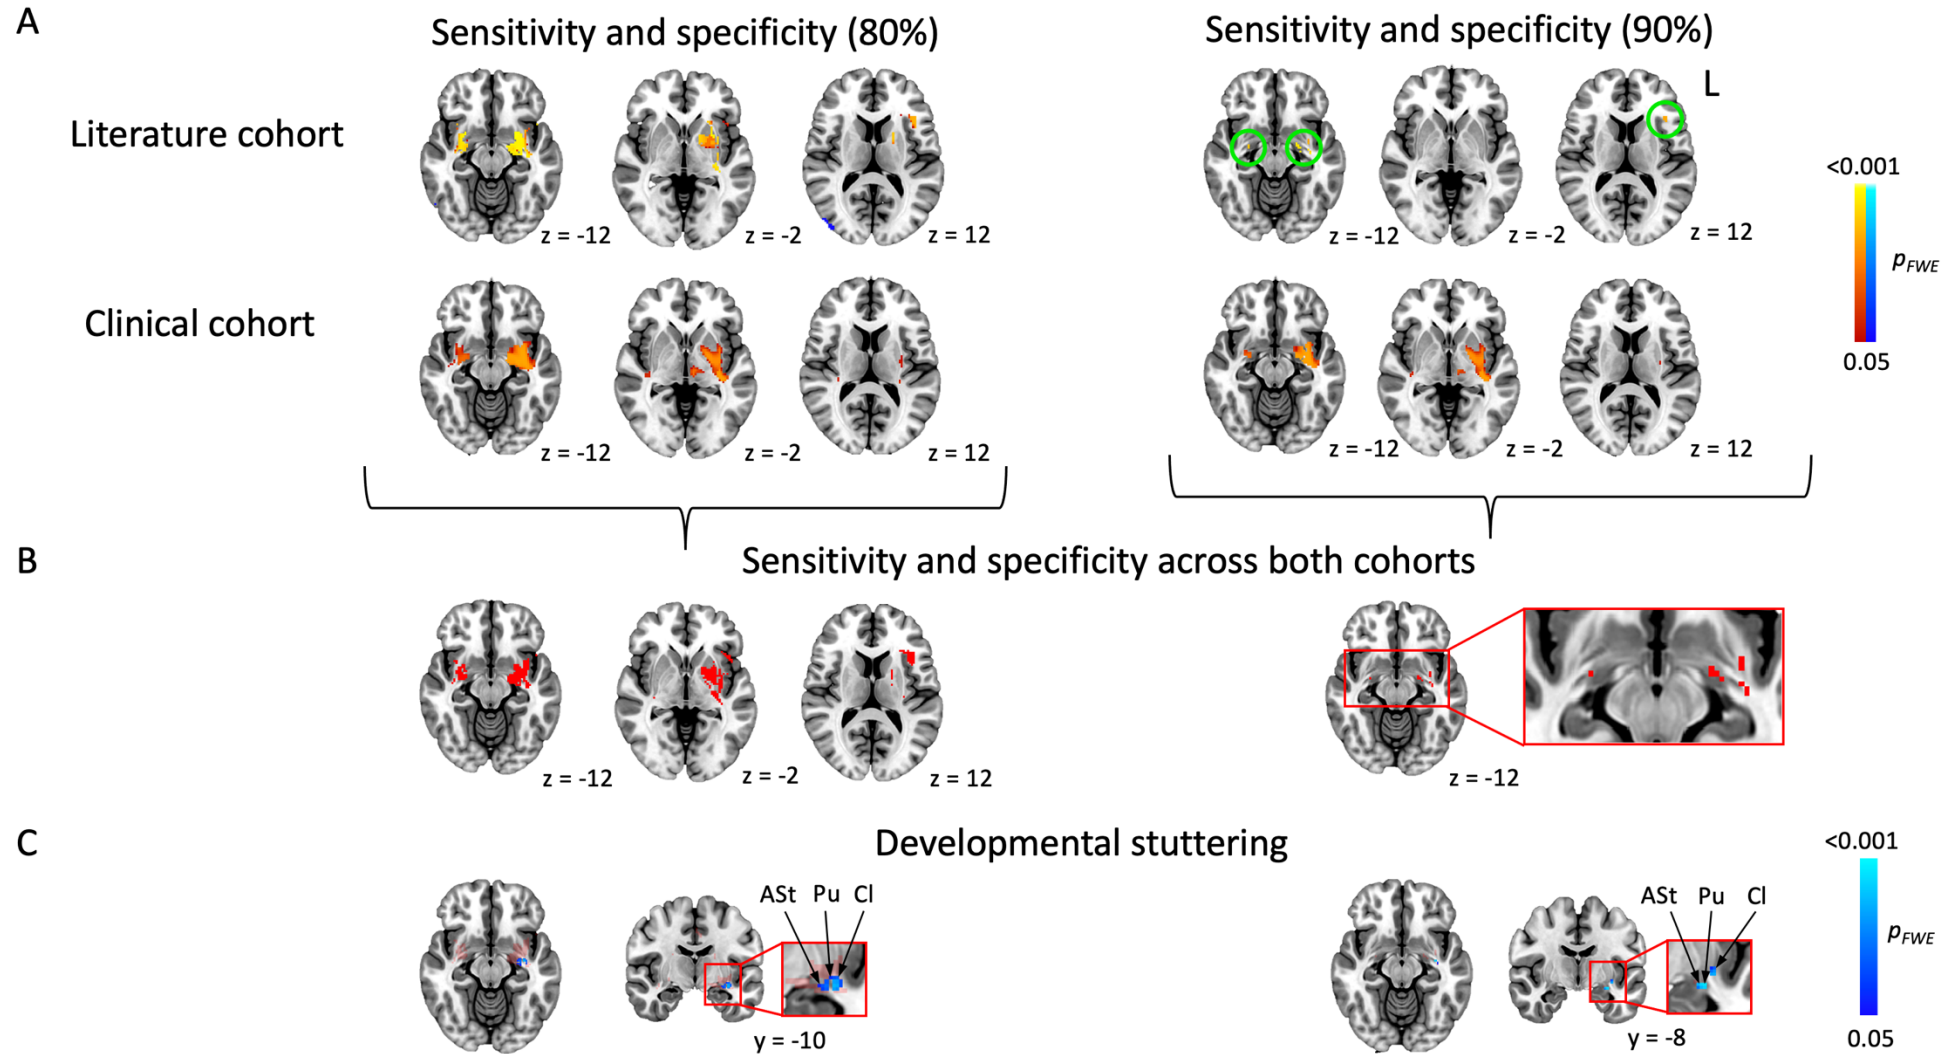 A
Sensitivity and specificity (80%)
Sensitivity and specificity (90%)
L
Literature cohort
z = -12
z = -2
z = 12
z = -12
z = -2
z = 12
<0.001
pFWE
0.05
Clinical cohort
z = -12
z = -2
z = 12
z = -12
z = -2
z = 12
B
Sensitivity and specificity across both cohorts
z = -12
z = -2
z = 12
z = -12
C
Developmental stuttering
<0.001
pFWE
0.05
ASt Pu Cl
y = -10
ASt Pu Cl
y = -8